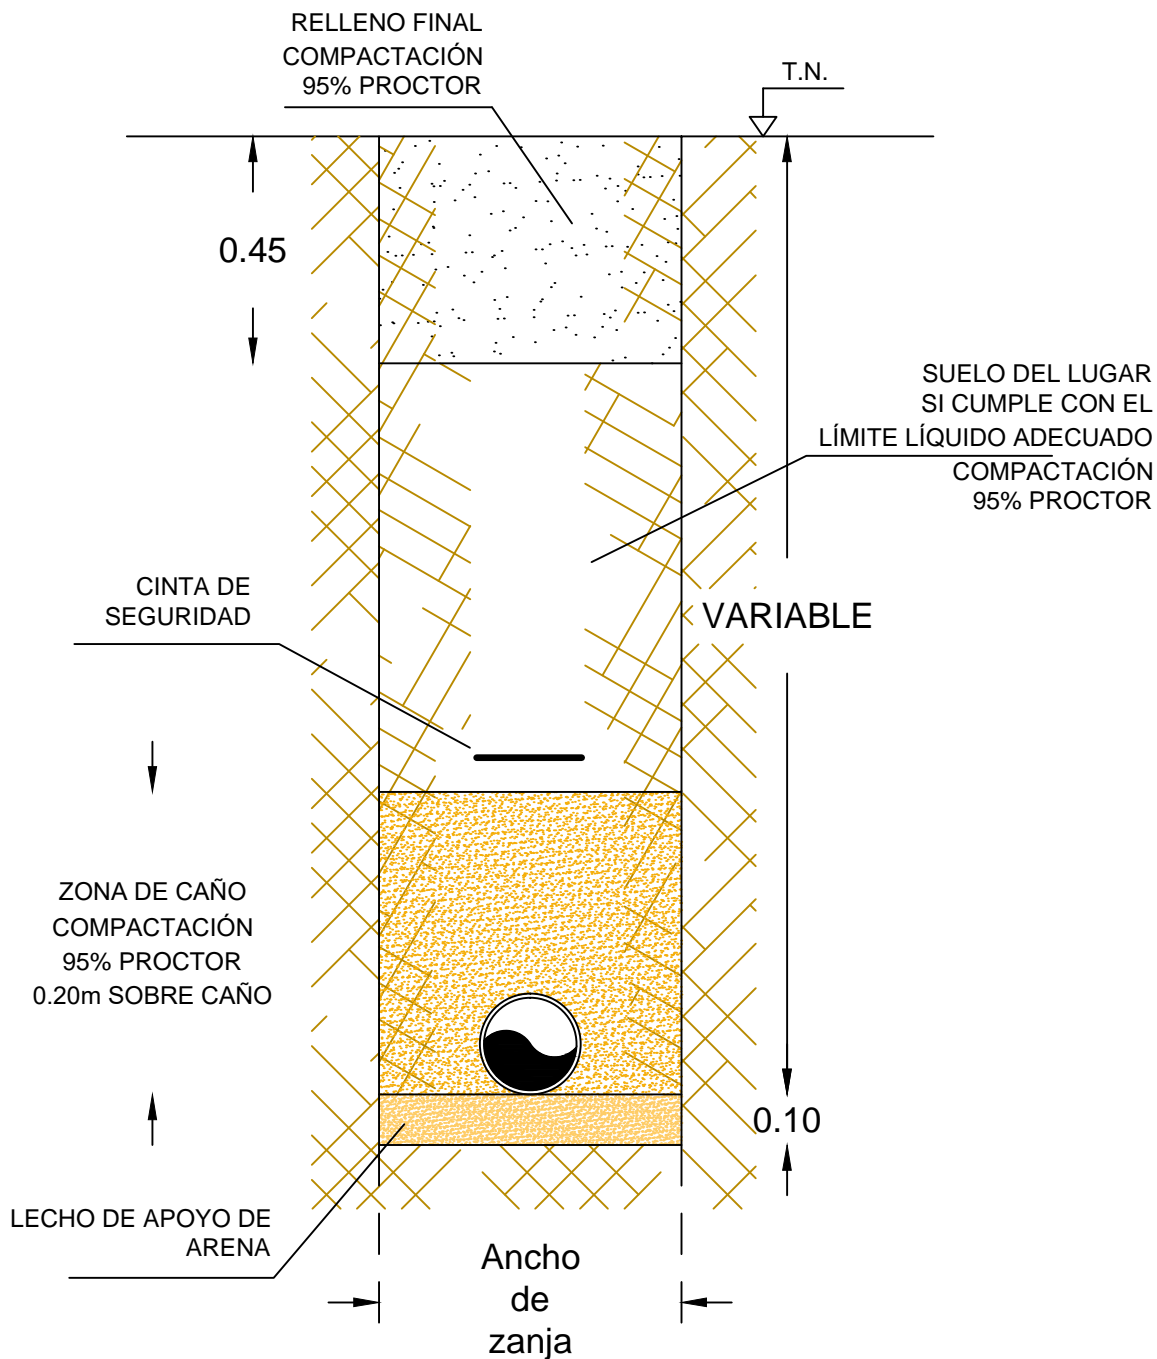 RELLENO FINAL
COMPACTACIÓN
95% PROCTOR
T.N.
0.45
SUELO DEL LUGAR
SI CUMPLE CON EL
LÍMITE LÍQUIDO ADECUADO
COMPACTACIÓN
95% PROCTOR
CINTA DE
SEGURIDAD
VARIABLE
ZONA DE CAÑO
COMPACTACIÓN
95% PROCTOR
0.20m SOBRE CAÑO
0.10
LECHO DE APOYO DE
ARENA
Ancho
de
zanja